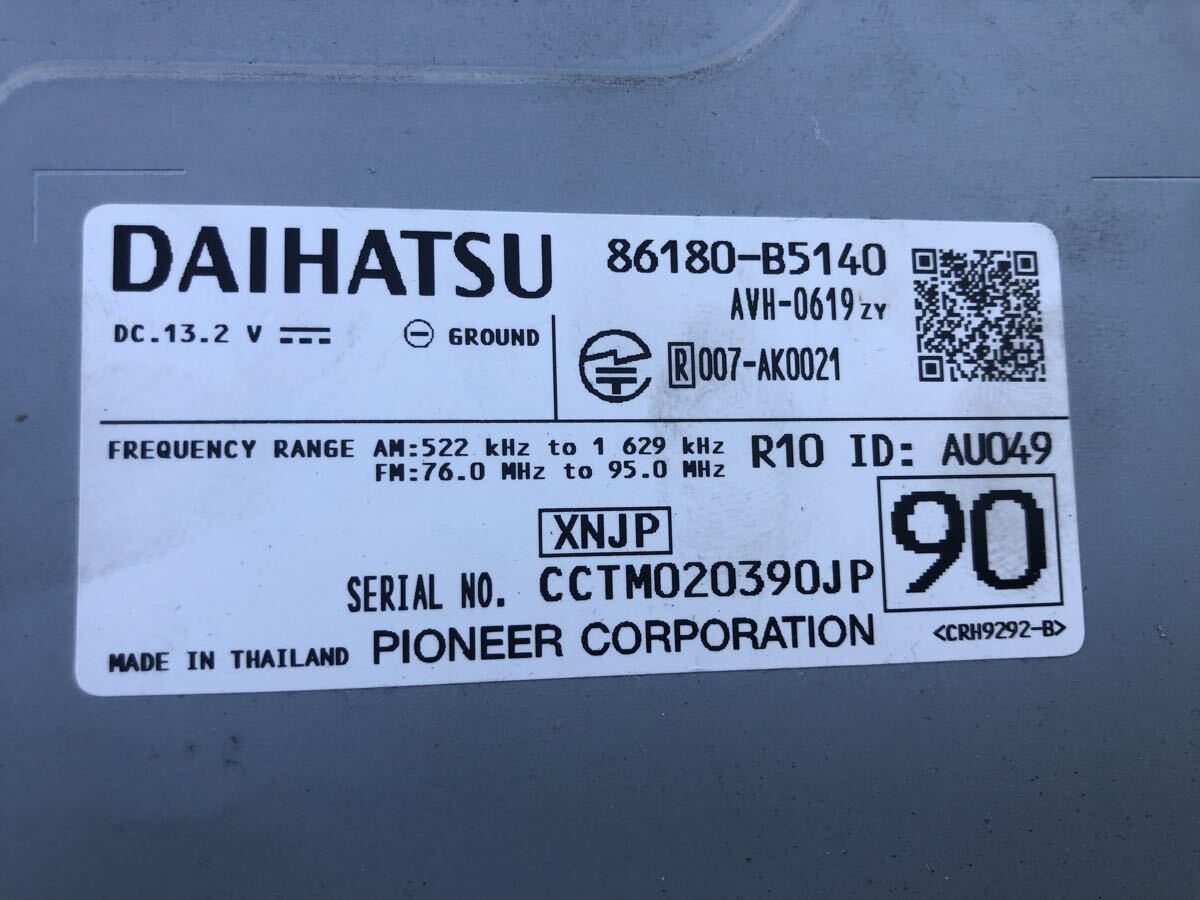 DAIHATSU
86180-B5140
AVH-0619 ZY
DC.13.2 V
GROUND
R 007-AK0021
FREQUENCY RANGE AM:522 kHz to 1 629 kHz
FM:76.0 MHz to 95.0 MHz
R10 ID: AU049
90
XNJP
SERIAL NO. CCTM020390JP
MADE IN THAILAND PIONEER CORPORATION
<CRH9292-B>